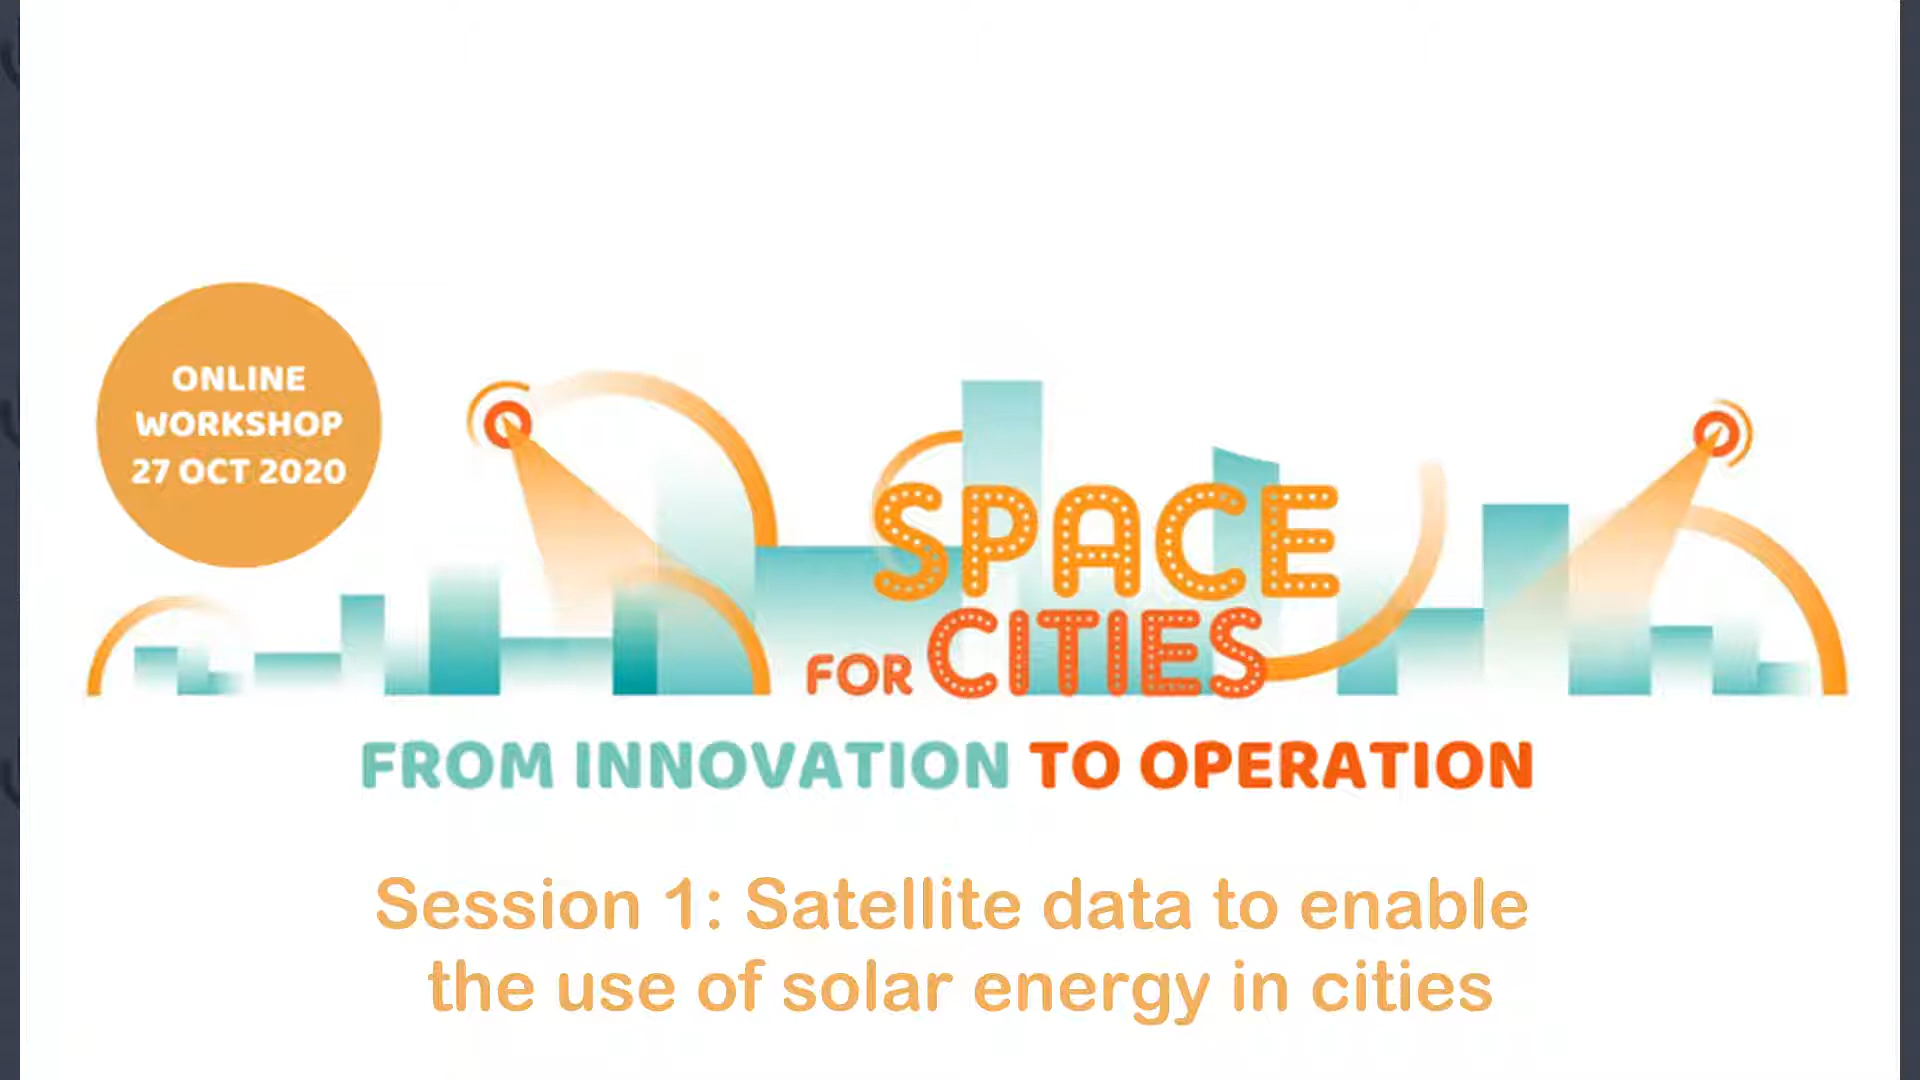 ONLINE
WORKSHOP
27 OCT 2020
SPACE
FOR CITIES
FROM INNOVATION TO OPERATION
Session 1: Satellite data to enable
the use of solar energy in cities